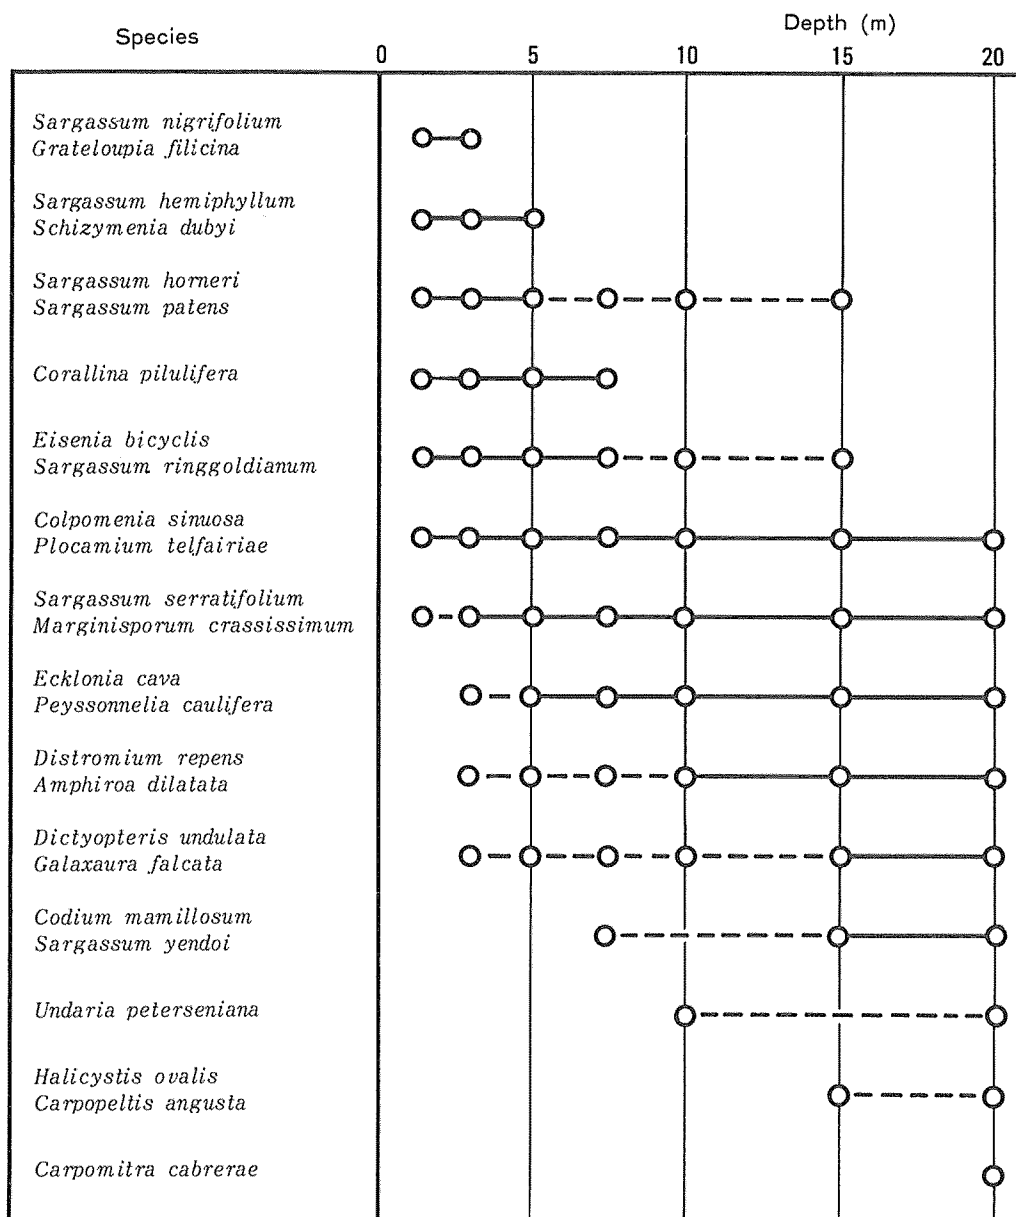 Species
Depth (m)
0 5 10 15 20
Sargassum nigrifolium
Grateloupia filicina
Sargassum hemiphyllum
Schizymenia dubyi
Sargassum horneri
Sargassum patens
Corallina pilulifera
Eisenia bicyclis
Sargassum ringgoldianum
Colpomenia sinuosa
Plocamium telfairiae
Sargassum serratifolium
Marginisporum crassissimum
Ecklonia cava
Peyssonnelia caulifera
Distromium repens
Amphiroa dilatata
Dictyopteris undulata
Galaxaura falcata
Codium mamillosum
Sargassum yendoi
Undaria peterseniana
Halicystis ovalis
Carpopeltis angusta
Carpomitra cabrerae